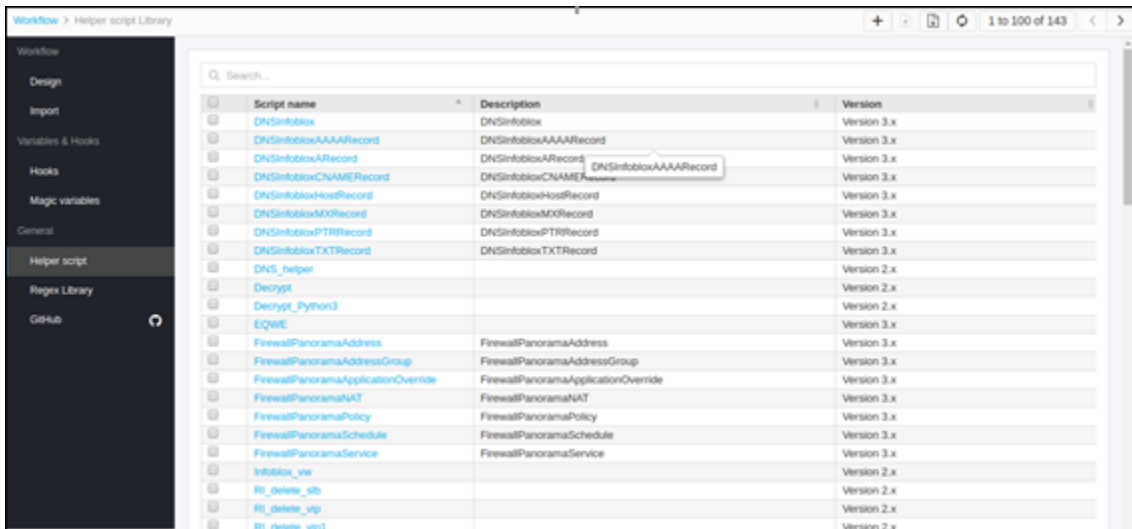 Workflow > Helper script Library
1 to 100 of 143
Workflow
Design
Import
Variables & Hooks
Hooks
Magic variables
General
Helper script
Regex Library
GitHub
Search...
Script name Description Version
DNSInfoblox DNSInfoblox Version 3.x
DNSInfobloxAAAARecord DNSInfobloxAAAARecord Version 3.x
DNSInfobloxARecord DNSInfobloxARecord Version 3.x
DNSInfobloxAAAARecord
DNSInfobloxCNAMERecord DNSInfobloxCNAMERecord Version 3.x
DNSInfobloxHostRecord DNSInfobloxHostRecord Version 3.x
DNSInfobloxMXRecord DNSInfobloxMXRecord Version 3.x
DNSInfobloxPTRRecord DNSInfobloxPTRRecord Version 3.x
DNSInfobloxTXTRecord DNSInfobloxTXTRecord Version 3.x
DNS_helper Version 2.x
Decrypt Version 2.x
Decrypt_Python3 Version 2.x
EQWE Version 3.x
FirewallPanoramaAddress FirewallPanoramaAddress Version 3.x
FirewallPanoramaAddressGroup FirewallPanoramaAddressGroup Version 3.x
FirewallPanoramaApplicationOverride FirewallPanoramaApplicationOverride Version 3.x
FirewallPanoramaNAT FirewallPanoramaNAT Version 3.x
FirewallPanoramaPolicy FirewallPanoramaPolicy Version 3.x
FirewallPanoramaSchedule FirewallPanoramaSchedule Version 3.x
FirewallPanoramaService FirewallPanoramaService Version 3.x
Infoblox_vw Version 2.x
RI_delete_slb Version 2.x
RI_delete_vip Version 2.x
RI_delete_vip1 Version 2.x